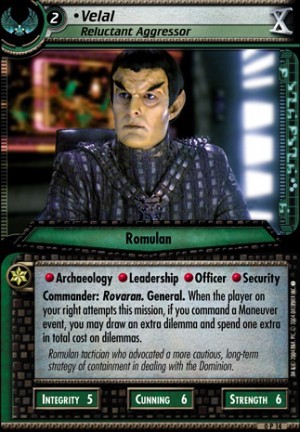 2
• Velal
Reluctant Aggressor
X
Romulan
• Archaeology • Leadership • Officer • Security
Commander: Rovaran. General. When the player
on your right attempts this mission, if you command a Maneuver
event, you may draw an extra dilemma and spend one extra
in total cost on dilemmas.
Romulan tactician who advocated a more cautious, long-term
strategy of containment in dealing with the Dominion.
INTEGRITY 5
CUNNING 6
STRENGTH 6
0 P 14